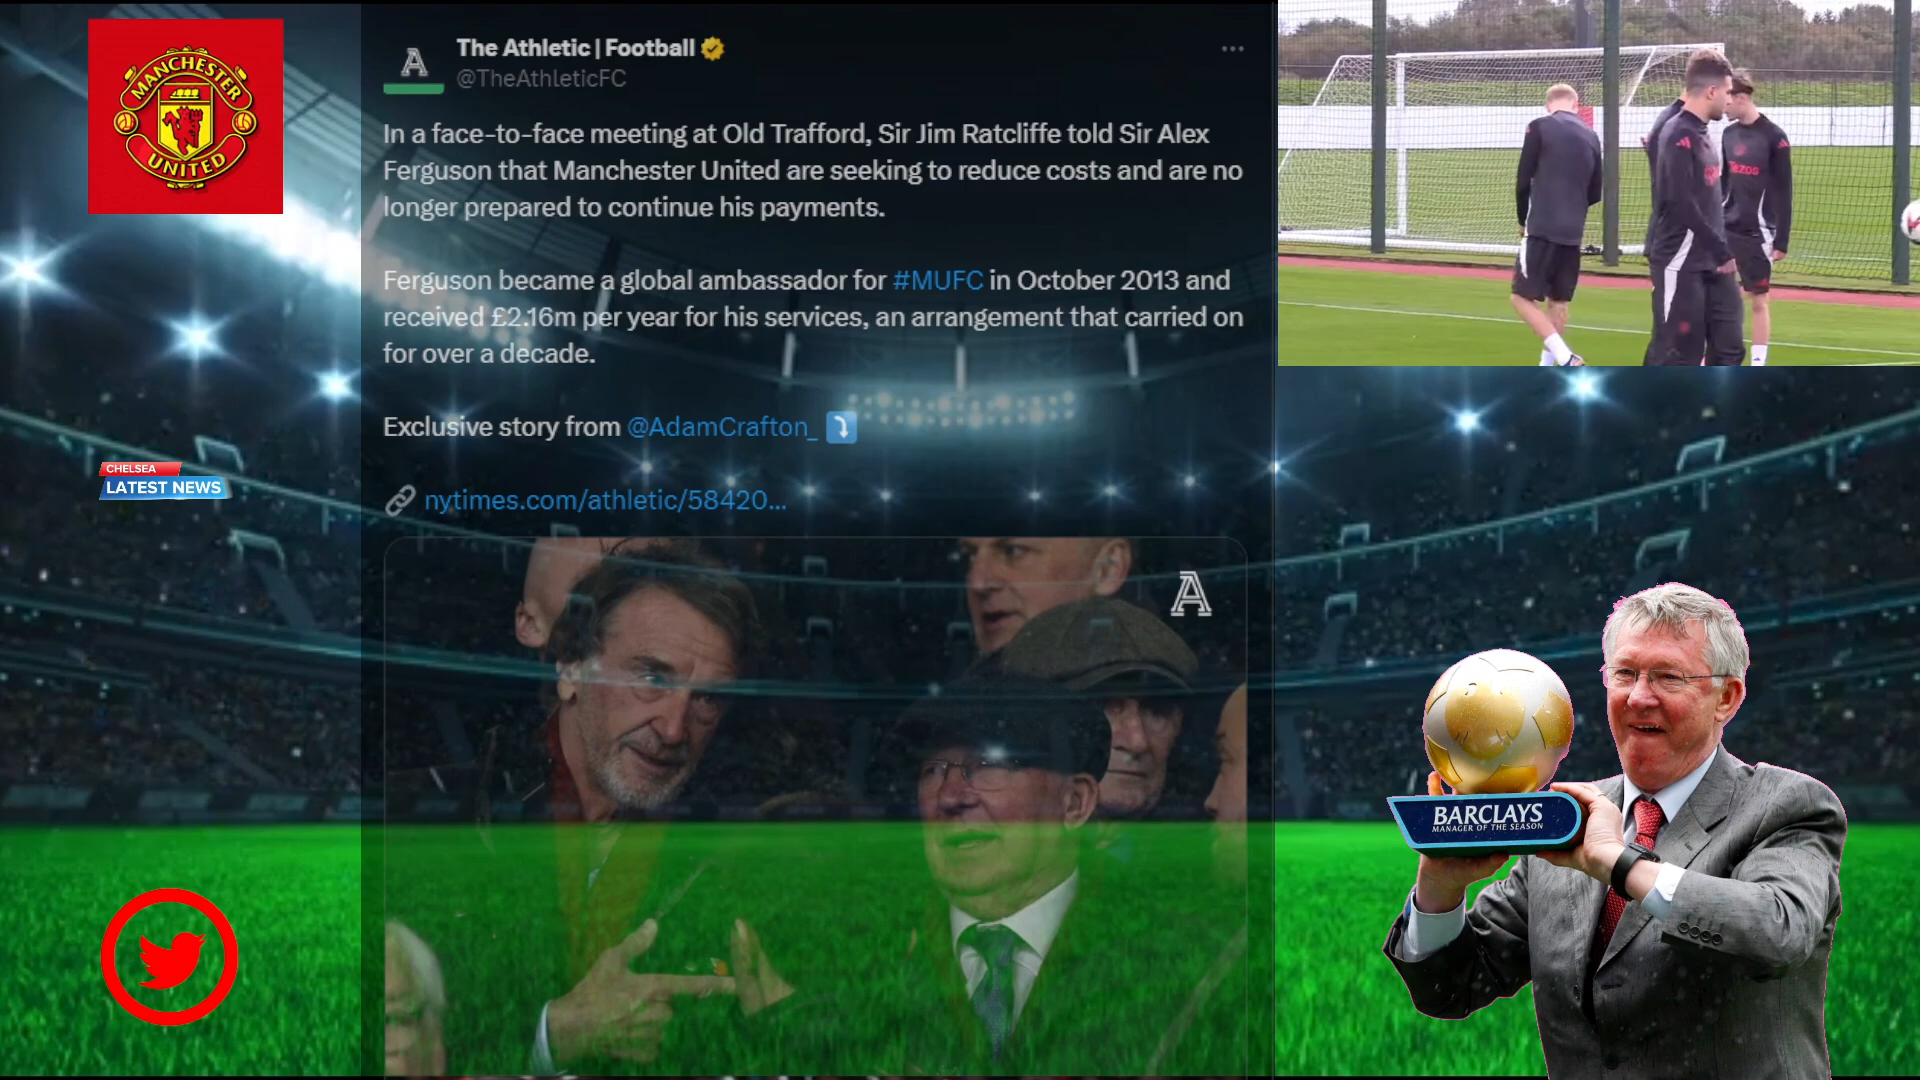 MANCHESTER
UNITED
The Athletic | Football
@TheAthleticFC
In a face-to-face meeting at Old Trafford, Sir Jim Ratcliffe told Sir Alex
Ferguson that Manchester United are seeking to reduce costs and are no
longer prepared to continue his payments.
Ferguson became a global ambassador for #MUFC in October 2013 and
received £2.16m per year for his services, an arrangement that carried on
for over a decade.
Exclusive story from @AdamCrafton_
nytimes.com/athletic/58420...
A
A
CHELSEA
LATEST NEWS
Tezos
BARCLAYS
MANAGER OF THE SEASON